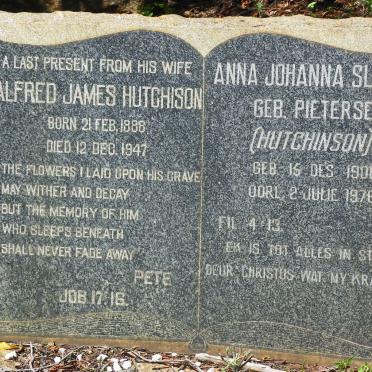 A LAST PRESENT FROM HIS WIFE
ALFRED JAMES HUTCHISON
BORN 21 FEB. 1886
DIED 12 DEC. 1947
THE FLOWERS I LAID UPON HIS GRAVE
MAY WITHER AND DECAY
BUT THE MEMORY OF HIM
WHO SLEEPS BENEATH
SHALL NEVER FADE AWAY
PETE
JOB 17.16.
ANNA JOHANNA
GEB. PIETERSE
(HUTCHINSON)
GEB. 15 DES.
OORL. 2 JULIE
FIL 4:13.
EK IS TOT ALLES IN
DEUR CHRISTUS WAT MY